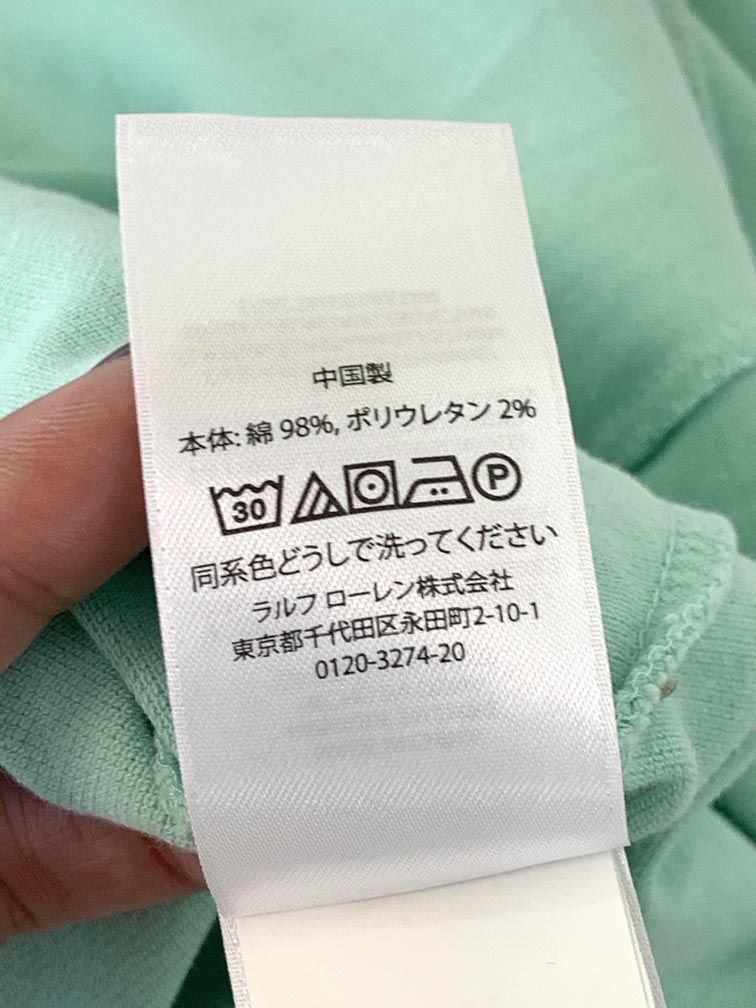 中国製
本体: 綿 98%, ポリウレタン 2%
30 P
同系色どうしで洗ってください
ラルフ ローレン株式会社
東京都千代田区永田町2-10-1
0120-3274-20